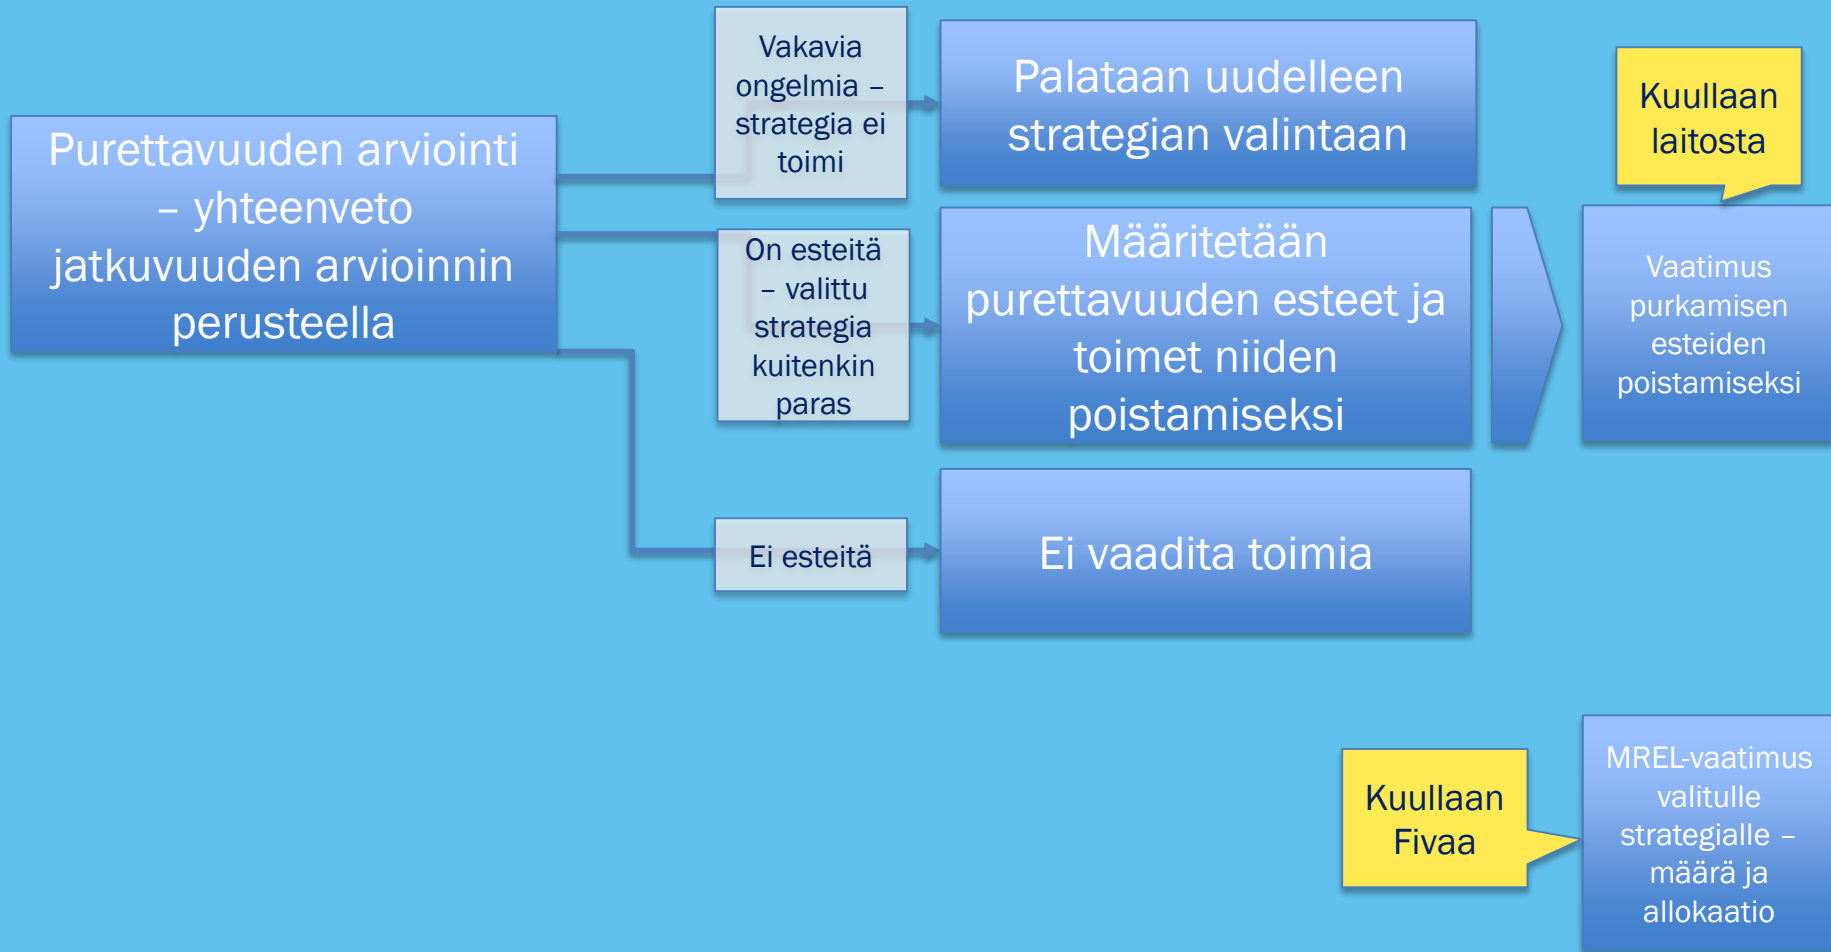 Purettavuuden arviointi
– yhteenveto
jatkuvuuden arvioinnin
perusteella
Vakavia
ongelmia –
strategia ei
toimi
Palataan uudelleen
strategian valintaan
On esteitä
– valittu
strategia
kuitenkin
paras
Määritetään
purettavuuden esteet ja
toimet niiden
poistamiseksi
Kuullaan
laitosta
Vaatimus
purkamisen
esteiden
poistamiseksi
Ei esteitä
Ei vaadita toimia
Kuullaan
Fivaa
MREL-vaatimus
valitulle
strategialle –
määrä ja
allokaatio